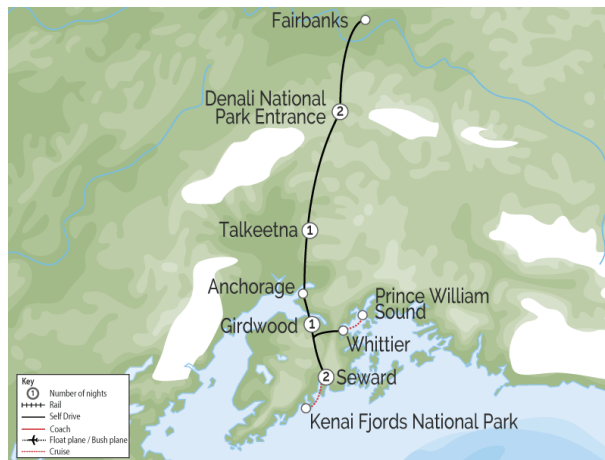 Fairbanks
Denali National
Park Entrance
2
Talkeetna
1
Anchorage
Prince William
Sound
Girdwood
1
Whittier
2
Seward
Kenai Fjords National Park
Key
1 Number of nights
Rail
Self Drive
Coach
Float plane / Bush plane
Cruise